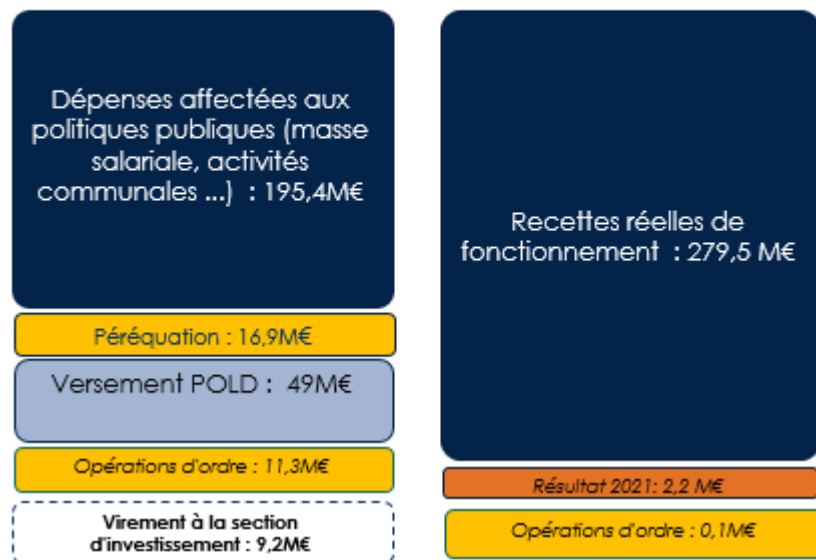 Dépenses affectées aux
politiques publiques (masse
salariale, activités
communales ...)  : 195,4M€
Péréquation : 16,9M€
Versement POLD :  49M€
Opérations d'ordre : 11,3M€
Virement à la section
d'investissement : 9,2M€
Recettes réelles de
fonctionnement  : 279,5 M€
Résultat 2021: 2,2 M€
Opérations d'ordre : 0,1M€